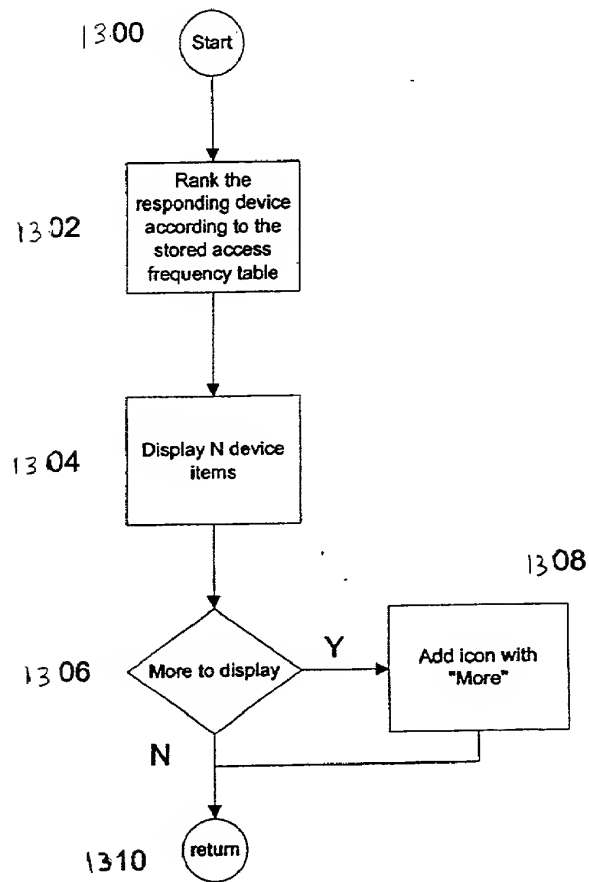 1300
Start
Rank the
responding device
according to the
stored access
frequency table
1302
Display N device
items
1304
1308
More to display
Y
Add icon with
"More"
1306
N
return
1310